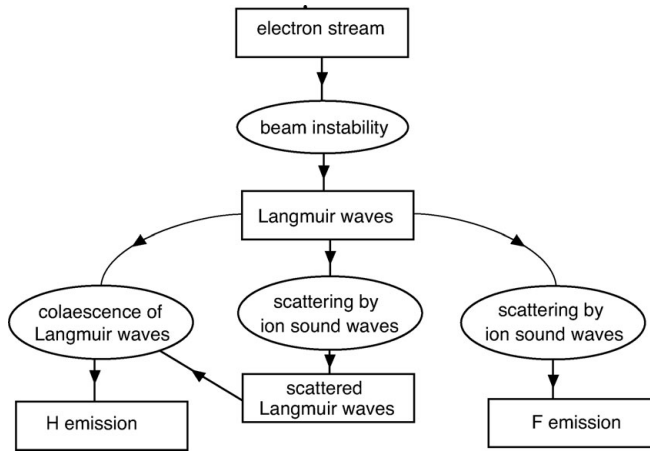 electron stream
beam instability
Langmuir waves
colaescence of
Langmuir waves
scattering by
ion sound waves
scattering by
ion sound waves
scattered
Langmuir waves
H emission
F emission